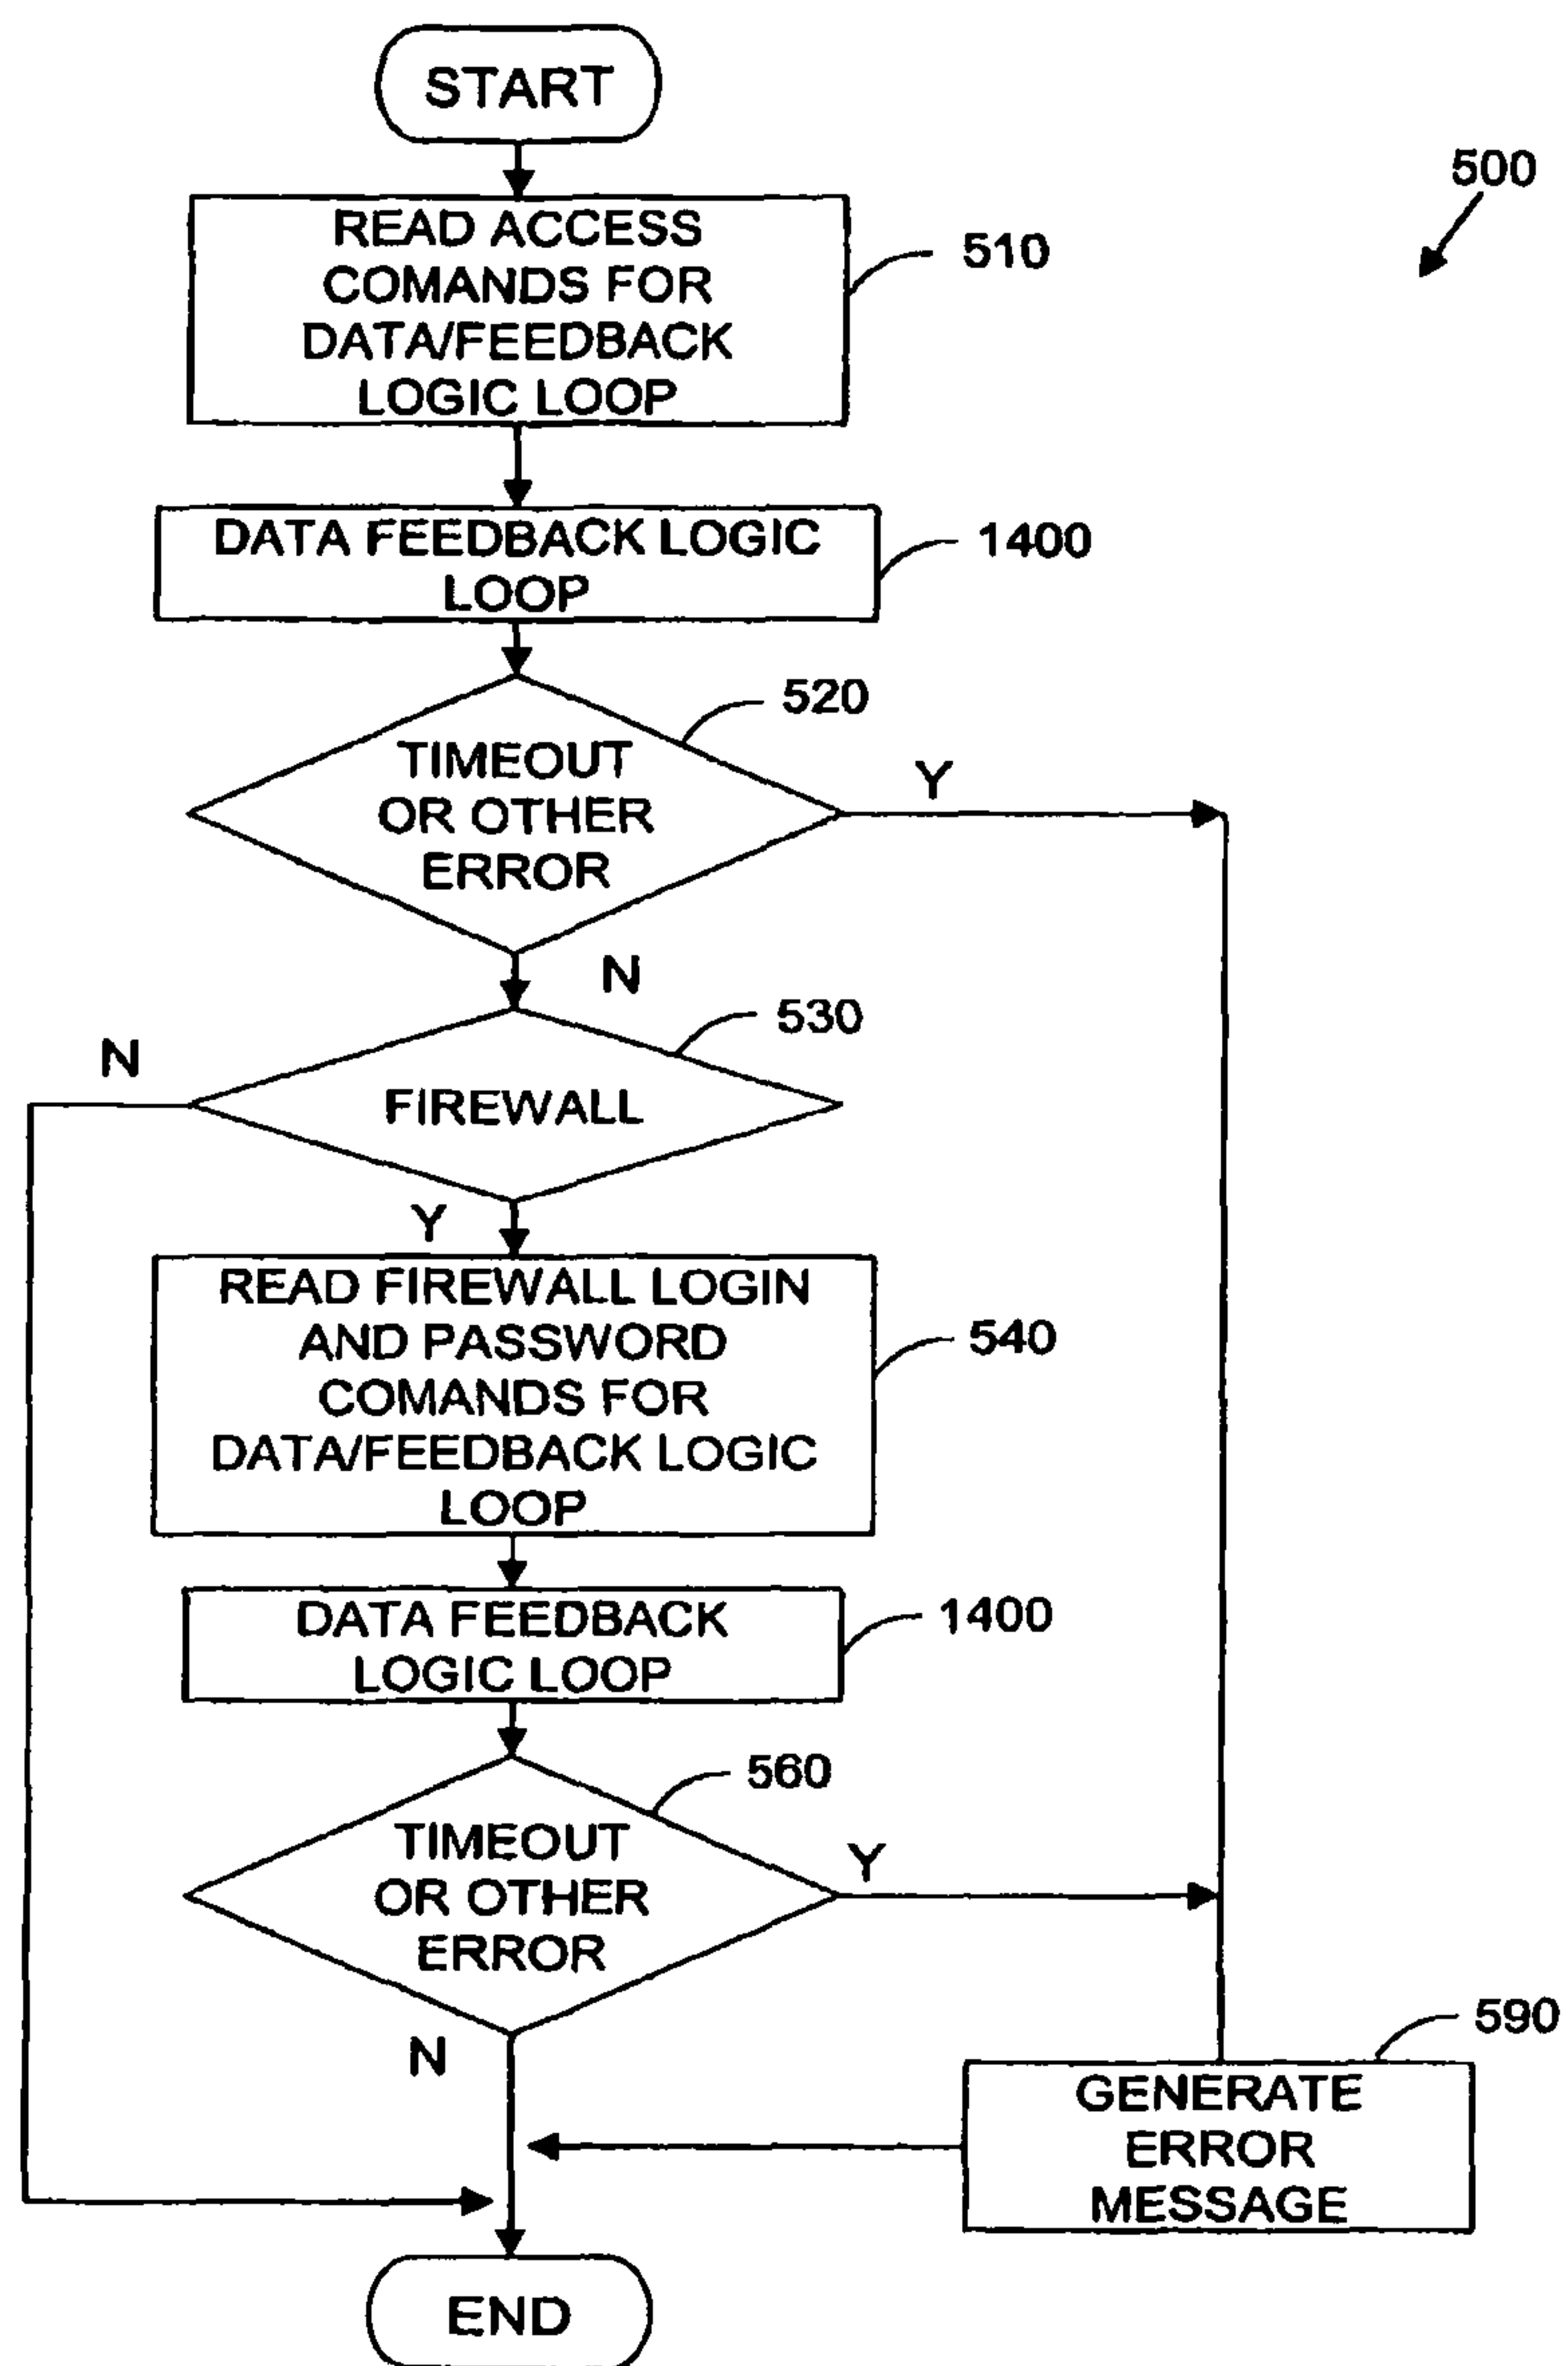 START
500
READ ACCESS
COMANDS FOR
DATA/FEEDBACK
LOGIC LOOP
510
DATA FEEDBACK LOGIC
LOOP
1400
520
TIMEOUT
OR OTHER
ERROR
Y
N
530
N
FIREWALL
Y
READ FIREWALL LOGIN
AND PASSWORD
COMANDS FOR
DATA/FEEDBACK LOGIC
LOOP
540
DATA FEEDBACK
LOGIC LOOP
1400
560
TIMEOUT
OR OTHER
ERROR
Y
N
590
GENERATE
ERROR
MESSAGE
END